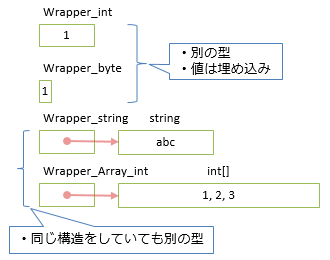 Wrapper_int
1
Wrapper_byte
1
・別の型
・値は埋め込み
Wrapper_string string
abc
Wrapper_Array_int int[]
1, 2, 3
・同じ構造をしていても別の型